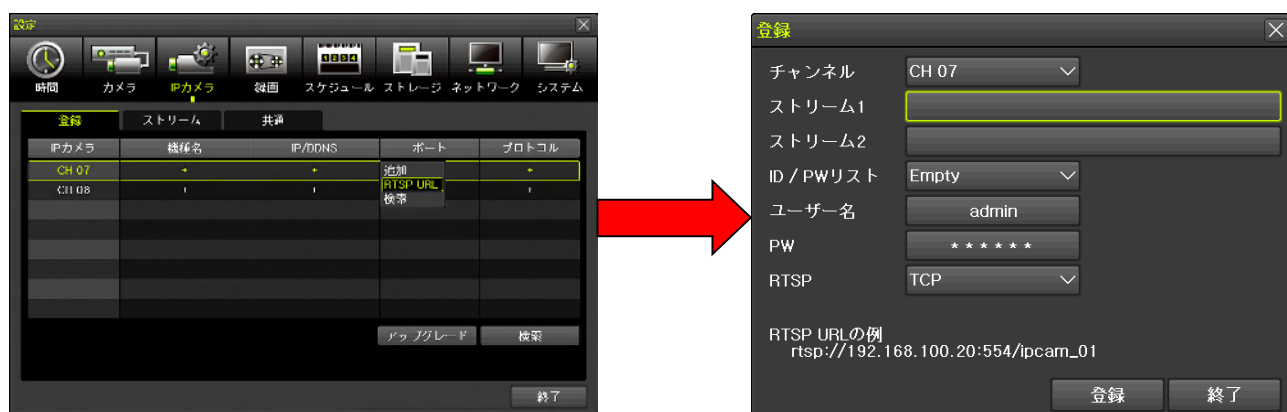 設定
時間 カメラ IPカメラ 録画 スケジュール ストレージ ネットワーク システム
登録 ストリーム 共通
IPカメラ 機種名 IP/DDNS ポート プロトコル
CH 07 + + 追加 +
RTSP URL
CH 08
検索
アップグレード 検索
終了
登録
チャンネル CH 07
ストリーム1
ストリーム2
ID / PWリスト Empty
ユーザー名 admin
PW ******
RTSP TCP
RTSP URLの例
rtsp://192.168.100.20:554/ipcam_01
登録 終了